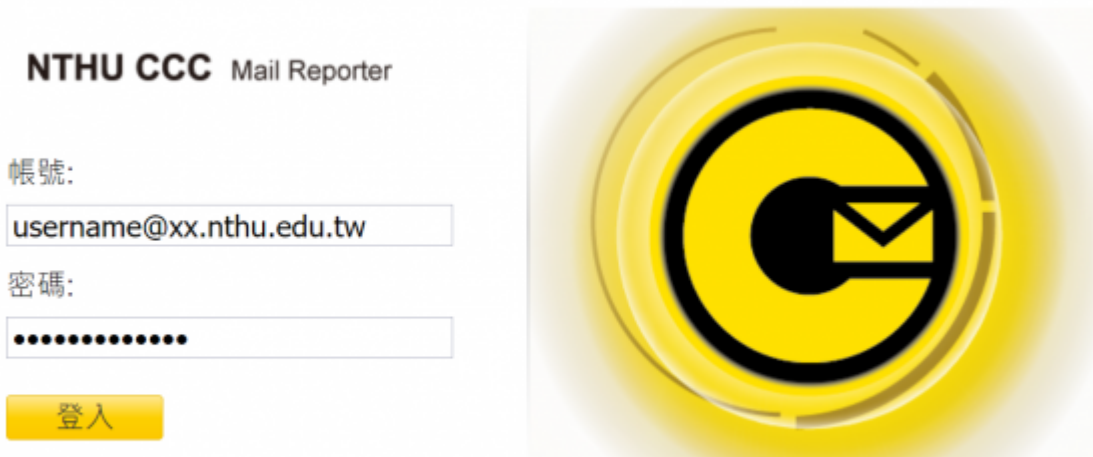 NTHU CCC Mail Reporter
帳號:
username@xx.nthu.edu.tw
密碼:
•••••••••••••
登入